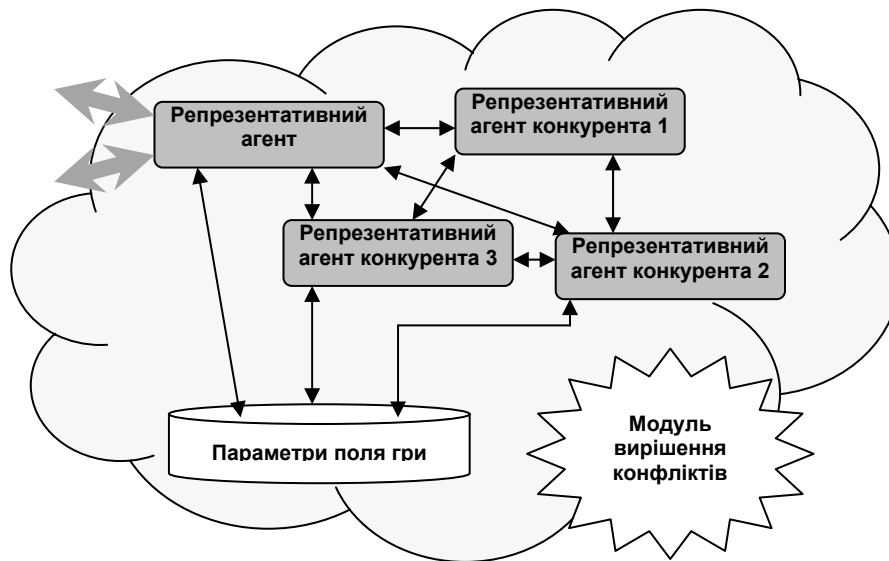 Репрезентативний
агент
Репрезентативний
агент конкурента 1
Репрезентативний
агент конкурента 3
Репрезентативний
агент конкурента 2
Параметри поля гри
Модуль
вирішення
конфліктів